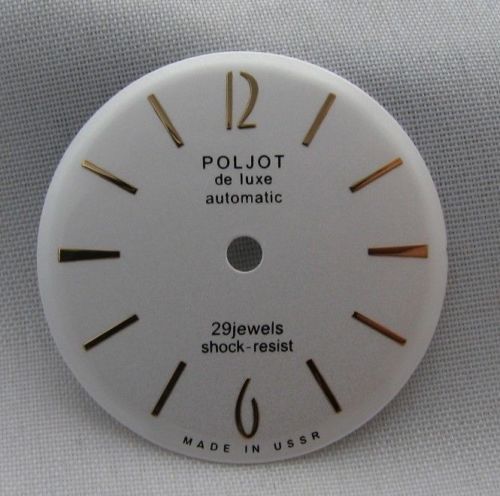 12
POLJOT
de luxe
automatic
29jewels
shock-resist
6
MADE IN USSR